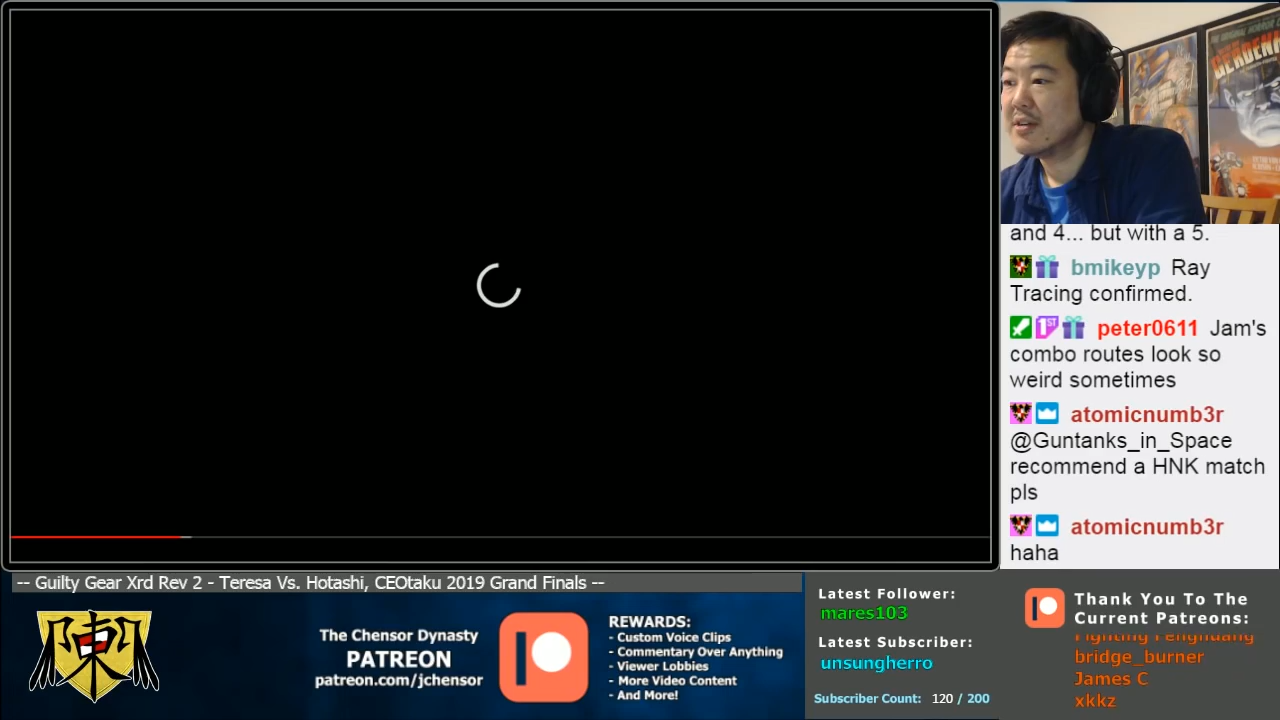 and 4... but with a 5.
bmikeyp Ray
Tracing confirmed.
1ST peter0611 Jam's
combo routes look so
weird sometimes
atomicnumb3r
@Guntanks_in_Space
recommend a HNK match
pls
atomicnumb3r
haha
-- Guilty Gear Xrd Rev 2 - Teresa Vs. Hotashi, CEOtaku 2019 Grand Finals --
The Chensor Dynasty
PATREON
patreon.com/jchensor
REWARDS:
- Custom Voice Clips
- Commentary Over Anything
- Viewer Lobbies
- More Video Content
- And More!
Latest Follower:
mares103
Latest Subscriber:
unsungherro
Subscriber Count: 120 / 200
Thank You To The
Current Patreons:
Fighting Fenghuang
bridge_burner
James C
xkkz